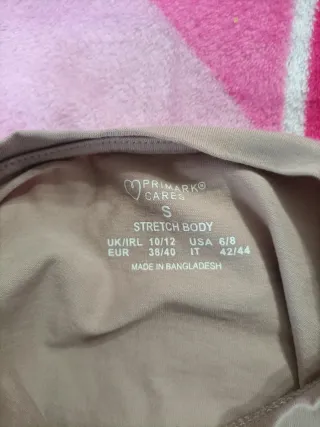 PRIMARK®
CARES
S
STRETCH BODY
UK/IRL 10/12 USA 6/8
EUR 38/40 IT 42/44
MADE IN BANGLADESH